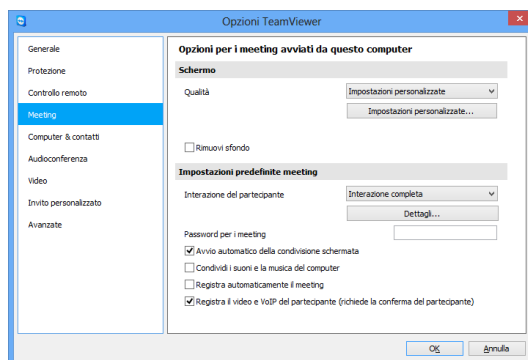 Opzioni TeamViewer
Generale
Protezione
Controllo remoto
Meeting
Computer & contatti
Audioconferenza
Video
Invito personalizzato
Avanzate
Opzioni per i meeting avviati da questo computer
Schermo
Qualità Impostazioni personalizzate
Impostazioni personalizzate...
Rimuovi sfondo
Impostazioni predefinite meeting
Interazione del partecipante Interazione completa
Dettagli...
Password per i meeting
Avvio automatico della condivisione schermata
Condividi i suoni e la musica del computer
Registra automaticamente il meeting
Registra il video e VoIP del partecipante (richiede la conferma del partecipante)
OK Annulla